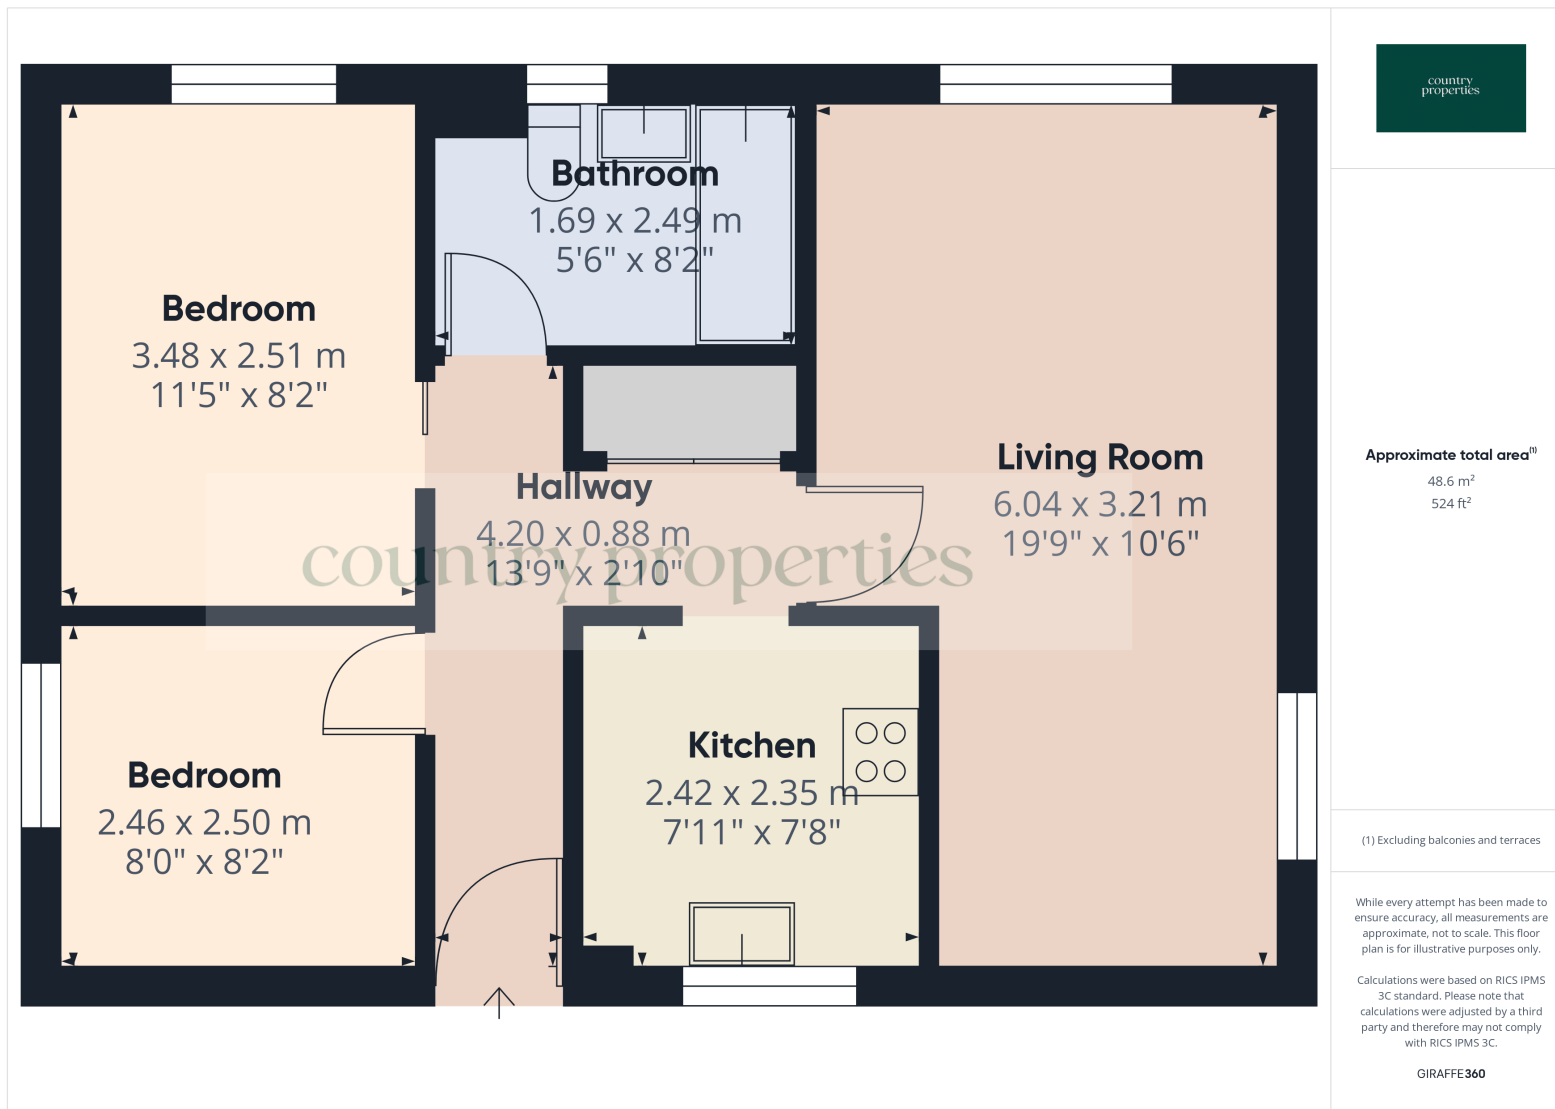 Bathroom
1.69 x 2.49 m
5'6" x 8'2"
Bedroom
3.48 x 2.51 m
11'5" x 8'2"
Hallway
4.20 x 0.88 m
13'9" x 2'10"
Living Room
6.04 x 3.21 m
19'9" x 10'6"
country properties
Bedroom
2.46 x 2.50 m
8'0" x 8'2"
Kitchen
2.42 x 2.35 m
7'11" x 7'8"
country
properties
Approximate total area⁽¹⁾
48.6 m²
524 ft²
(1) Excluding balconies and terraces
While every attempt has been made to
ensure accuracy, all measurements are
approximate, not to scale. This floor
plan is for illustrative purposes only.
Calculations were based on RICS IPMS
3C standard. Please note that
calculations were adjusted by a third
party and therefore may not comply
with RICS IPMS 3C.
GIRAFFE360